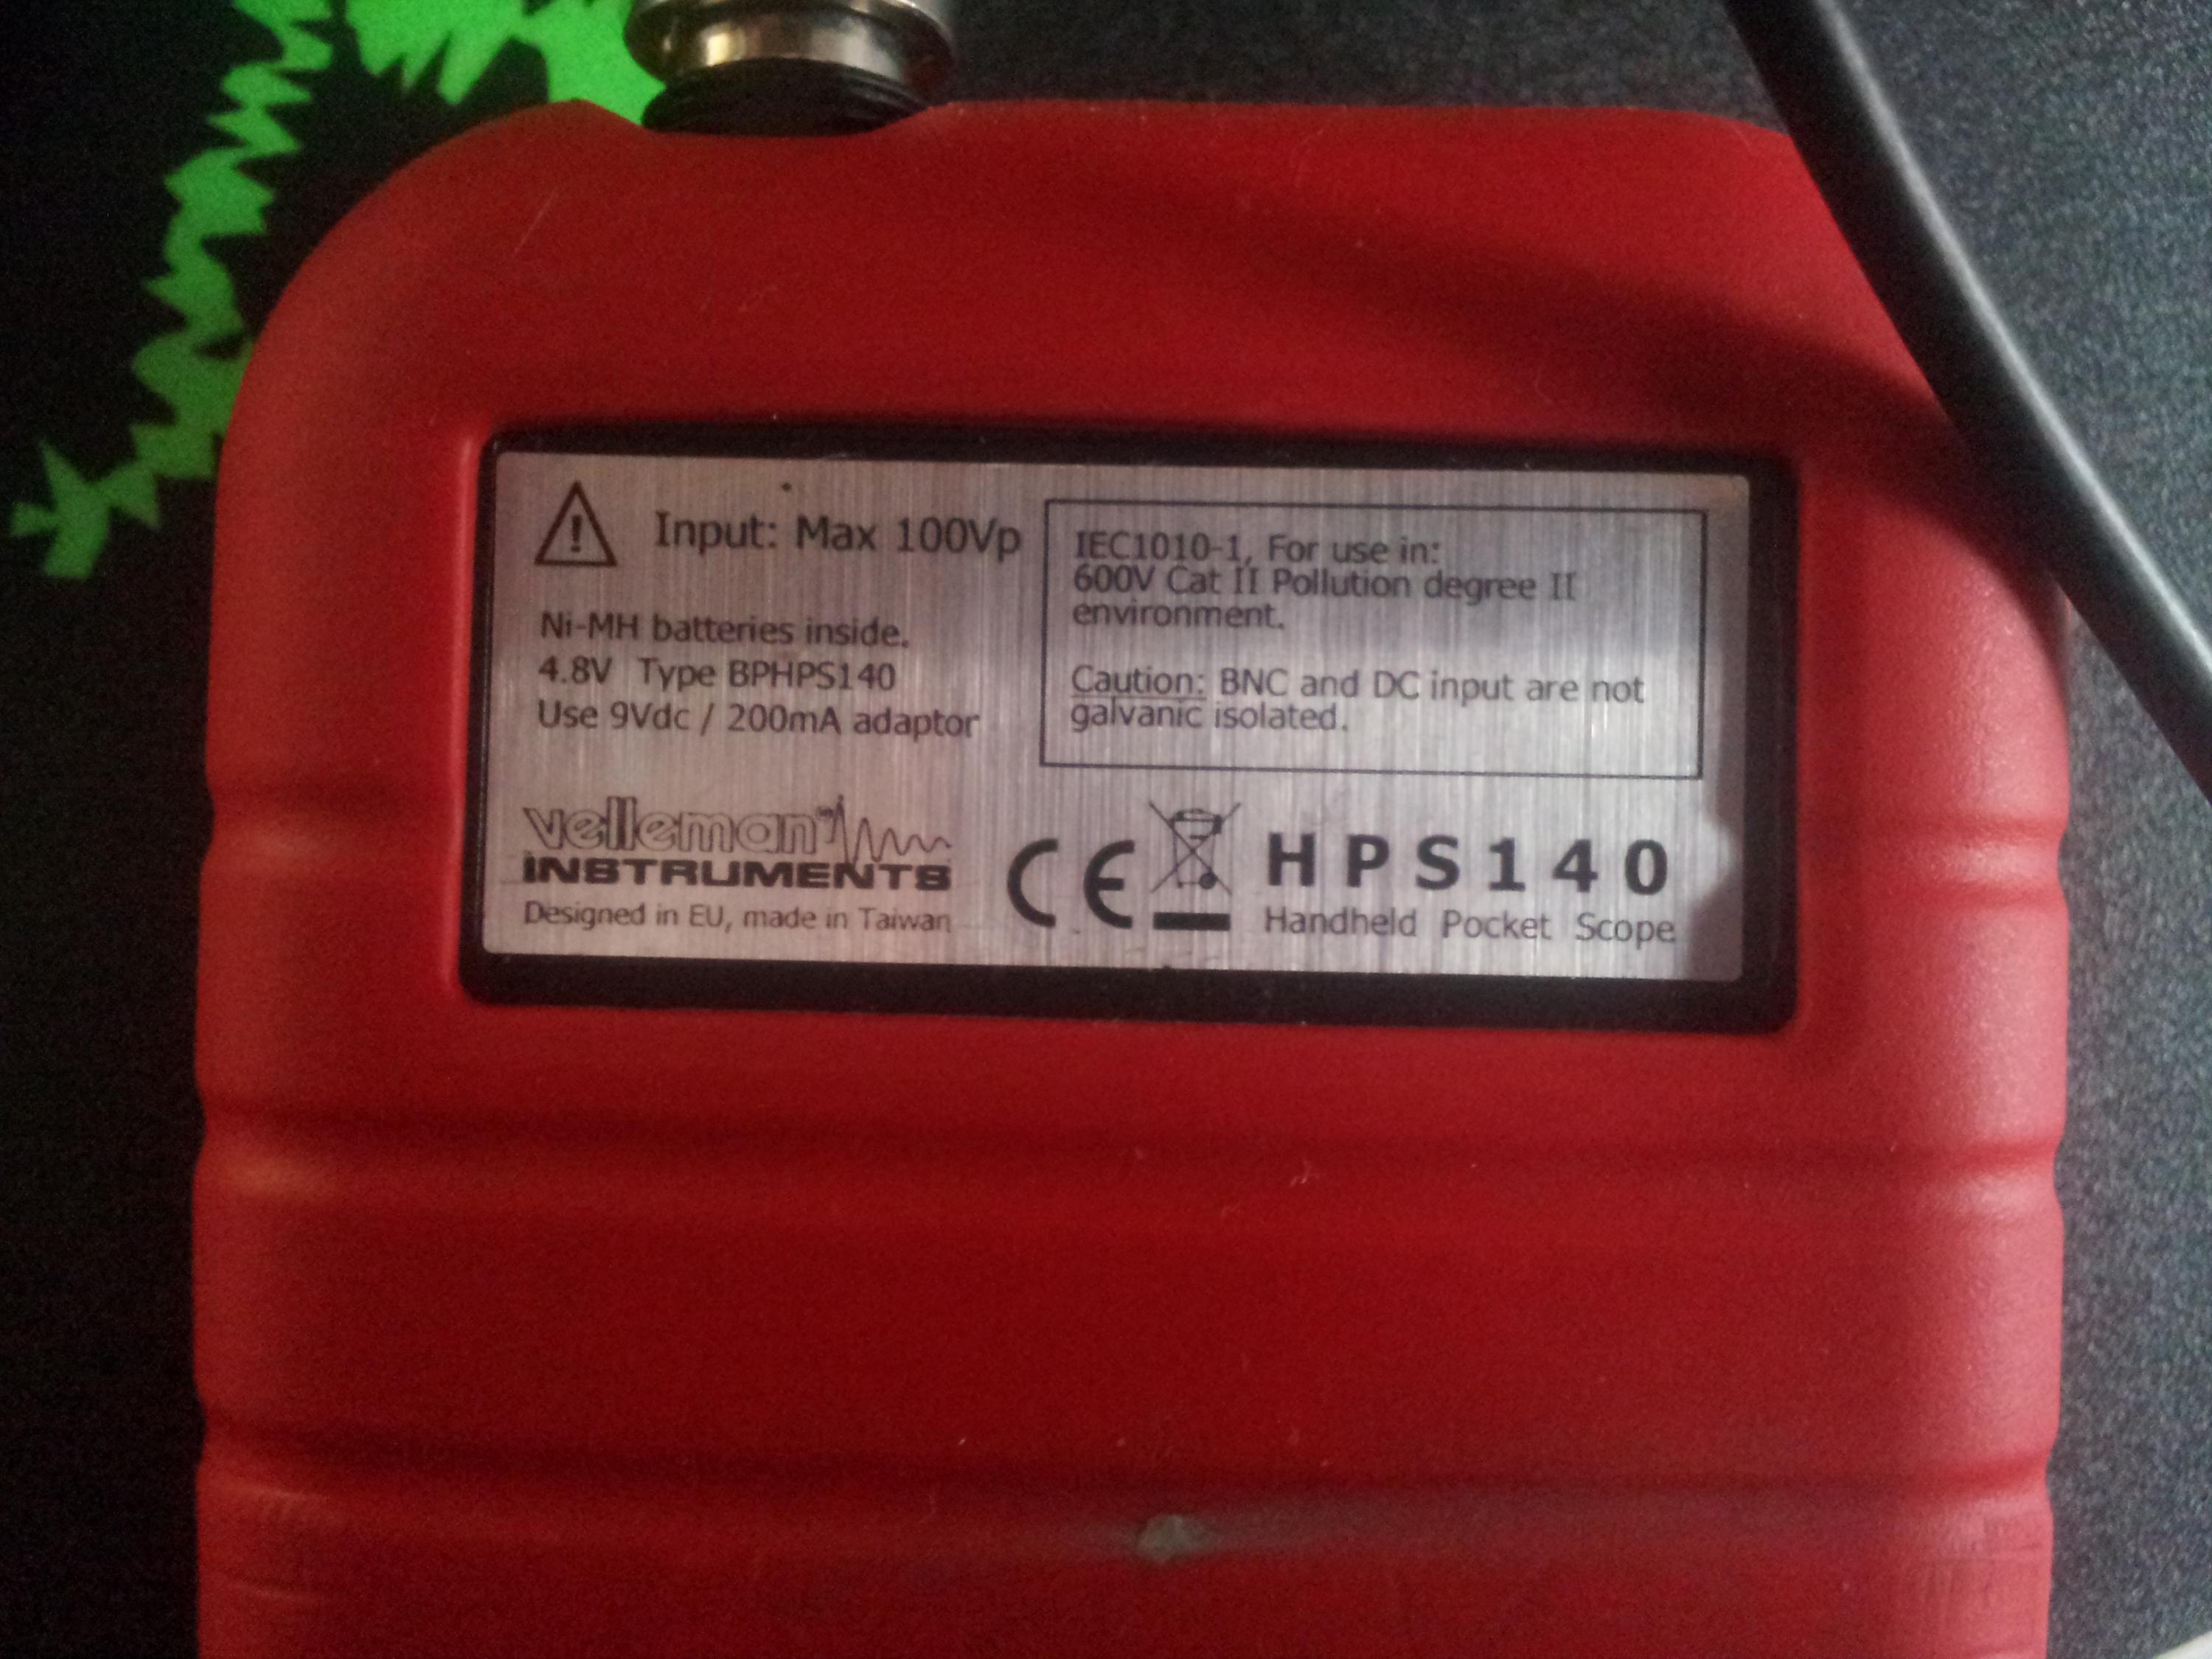 Input: Max 100Vp
Ni-MH batteries inside.
4.8V Type BPHPS140
Use 9Vdc / 200mA adaptor
IEC1010-1, For use in:
600V Cat II Pollution degree II
environment.
Caution: BNC and DC input are not
galvanic isolated.
velleman
INSTRUMENTS
Designed in EU, made in Taiwan
CE
HPS140
Handheld Pocket Scope